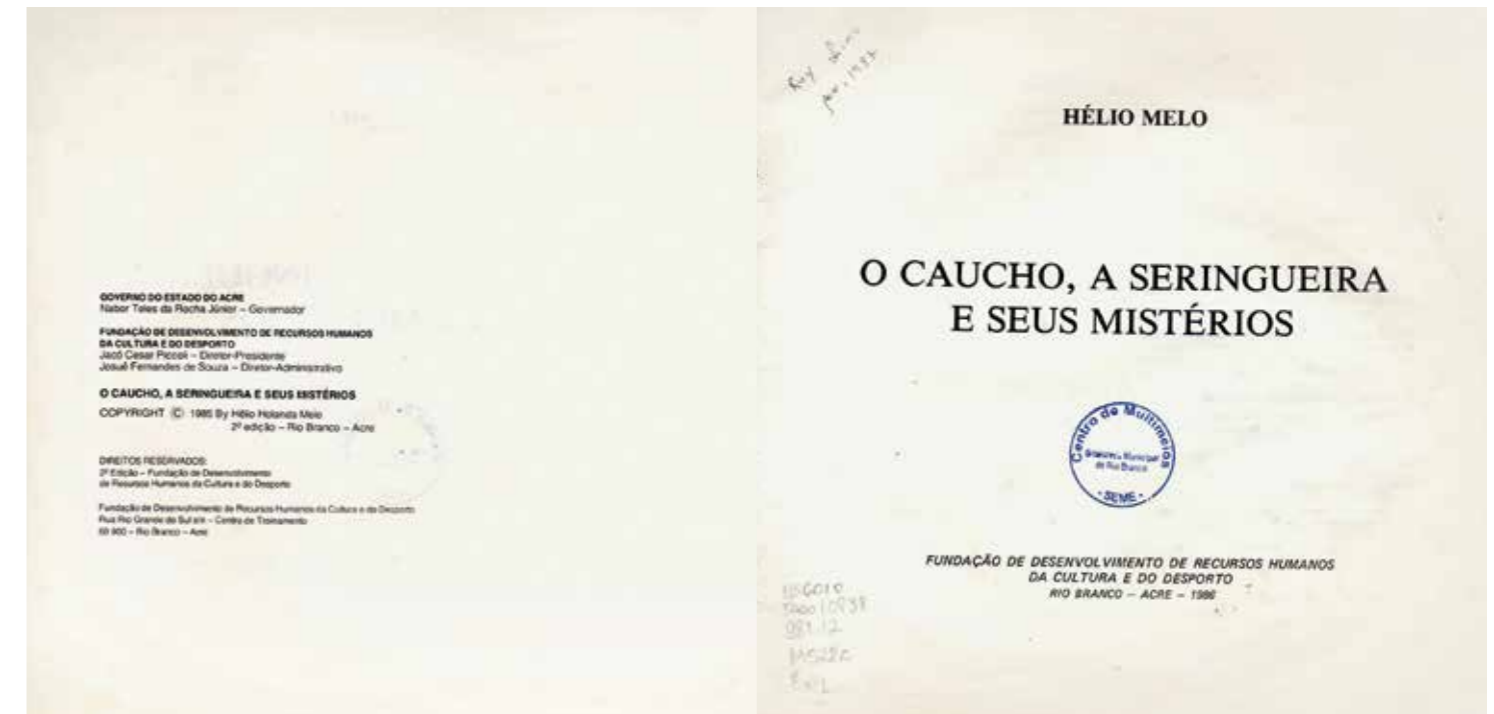 GOVERNO DO ESTADO DO ACRE
Nabor Teles da Rocha Júnior – Governador
FUNDAÇÃO DE DESENVOLVIMENTO DE RECURSOS HUMANOS
DA CULTURA E DO DESPORTO
Jacó Cesar Piccoli – Diretor-Presidente
Josué Fernandes de Souza – Diretor-Administrativo
O CAUCHO, A SERINGUEIRA E SEUS MISTÉRIOS
COPYRIGHT © 1986 By Hélio Holanda Melo
2ª edição – Rio Branco – Acre
DIREITOS RESERVADOS:
2ª Edição – Fundação de Desenvolvimento
de Recursos Humanos da Cultura e do Desporto
Fundação de Desenvolvimento de Recursos Humanos da Cultura e do Desporto
Rua Rio Grande do Sul s/n – Centro de Treinamento
69 900 – Rio Branco – Acre
HÉLIO MELO
O CAUCHO, A SERINGUEIRA
E SEUS MISTÉRIOS
Centro de Multimeios
Municipal
de Rio Branco
- SEME -
FUNDAÇÃO DE DESENVOLVIMENTO DE RECURSOS HUMANOS
DA CULTURA E DO DESPORTO
RIO BRANCO – ACRE – 1986